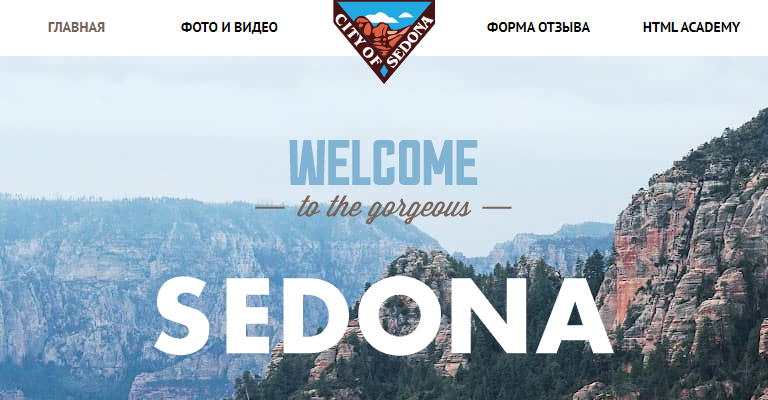 ГЛАВНАЯ
ФОТО И ВИДЕО
CITY OF SEDONA
ФОРМА ОТЗЫВА
HTML ACADEMY
WELCOME
to the gorgeous
SEDONA